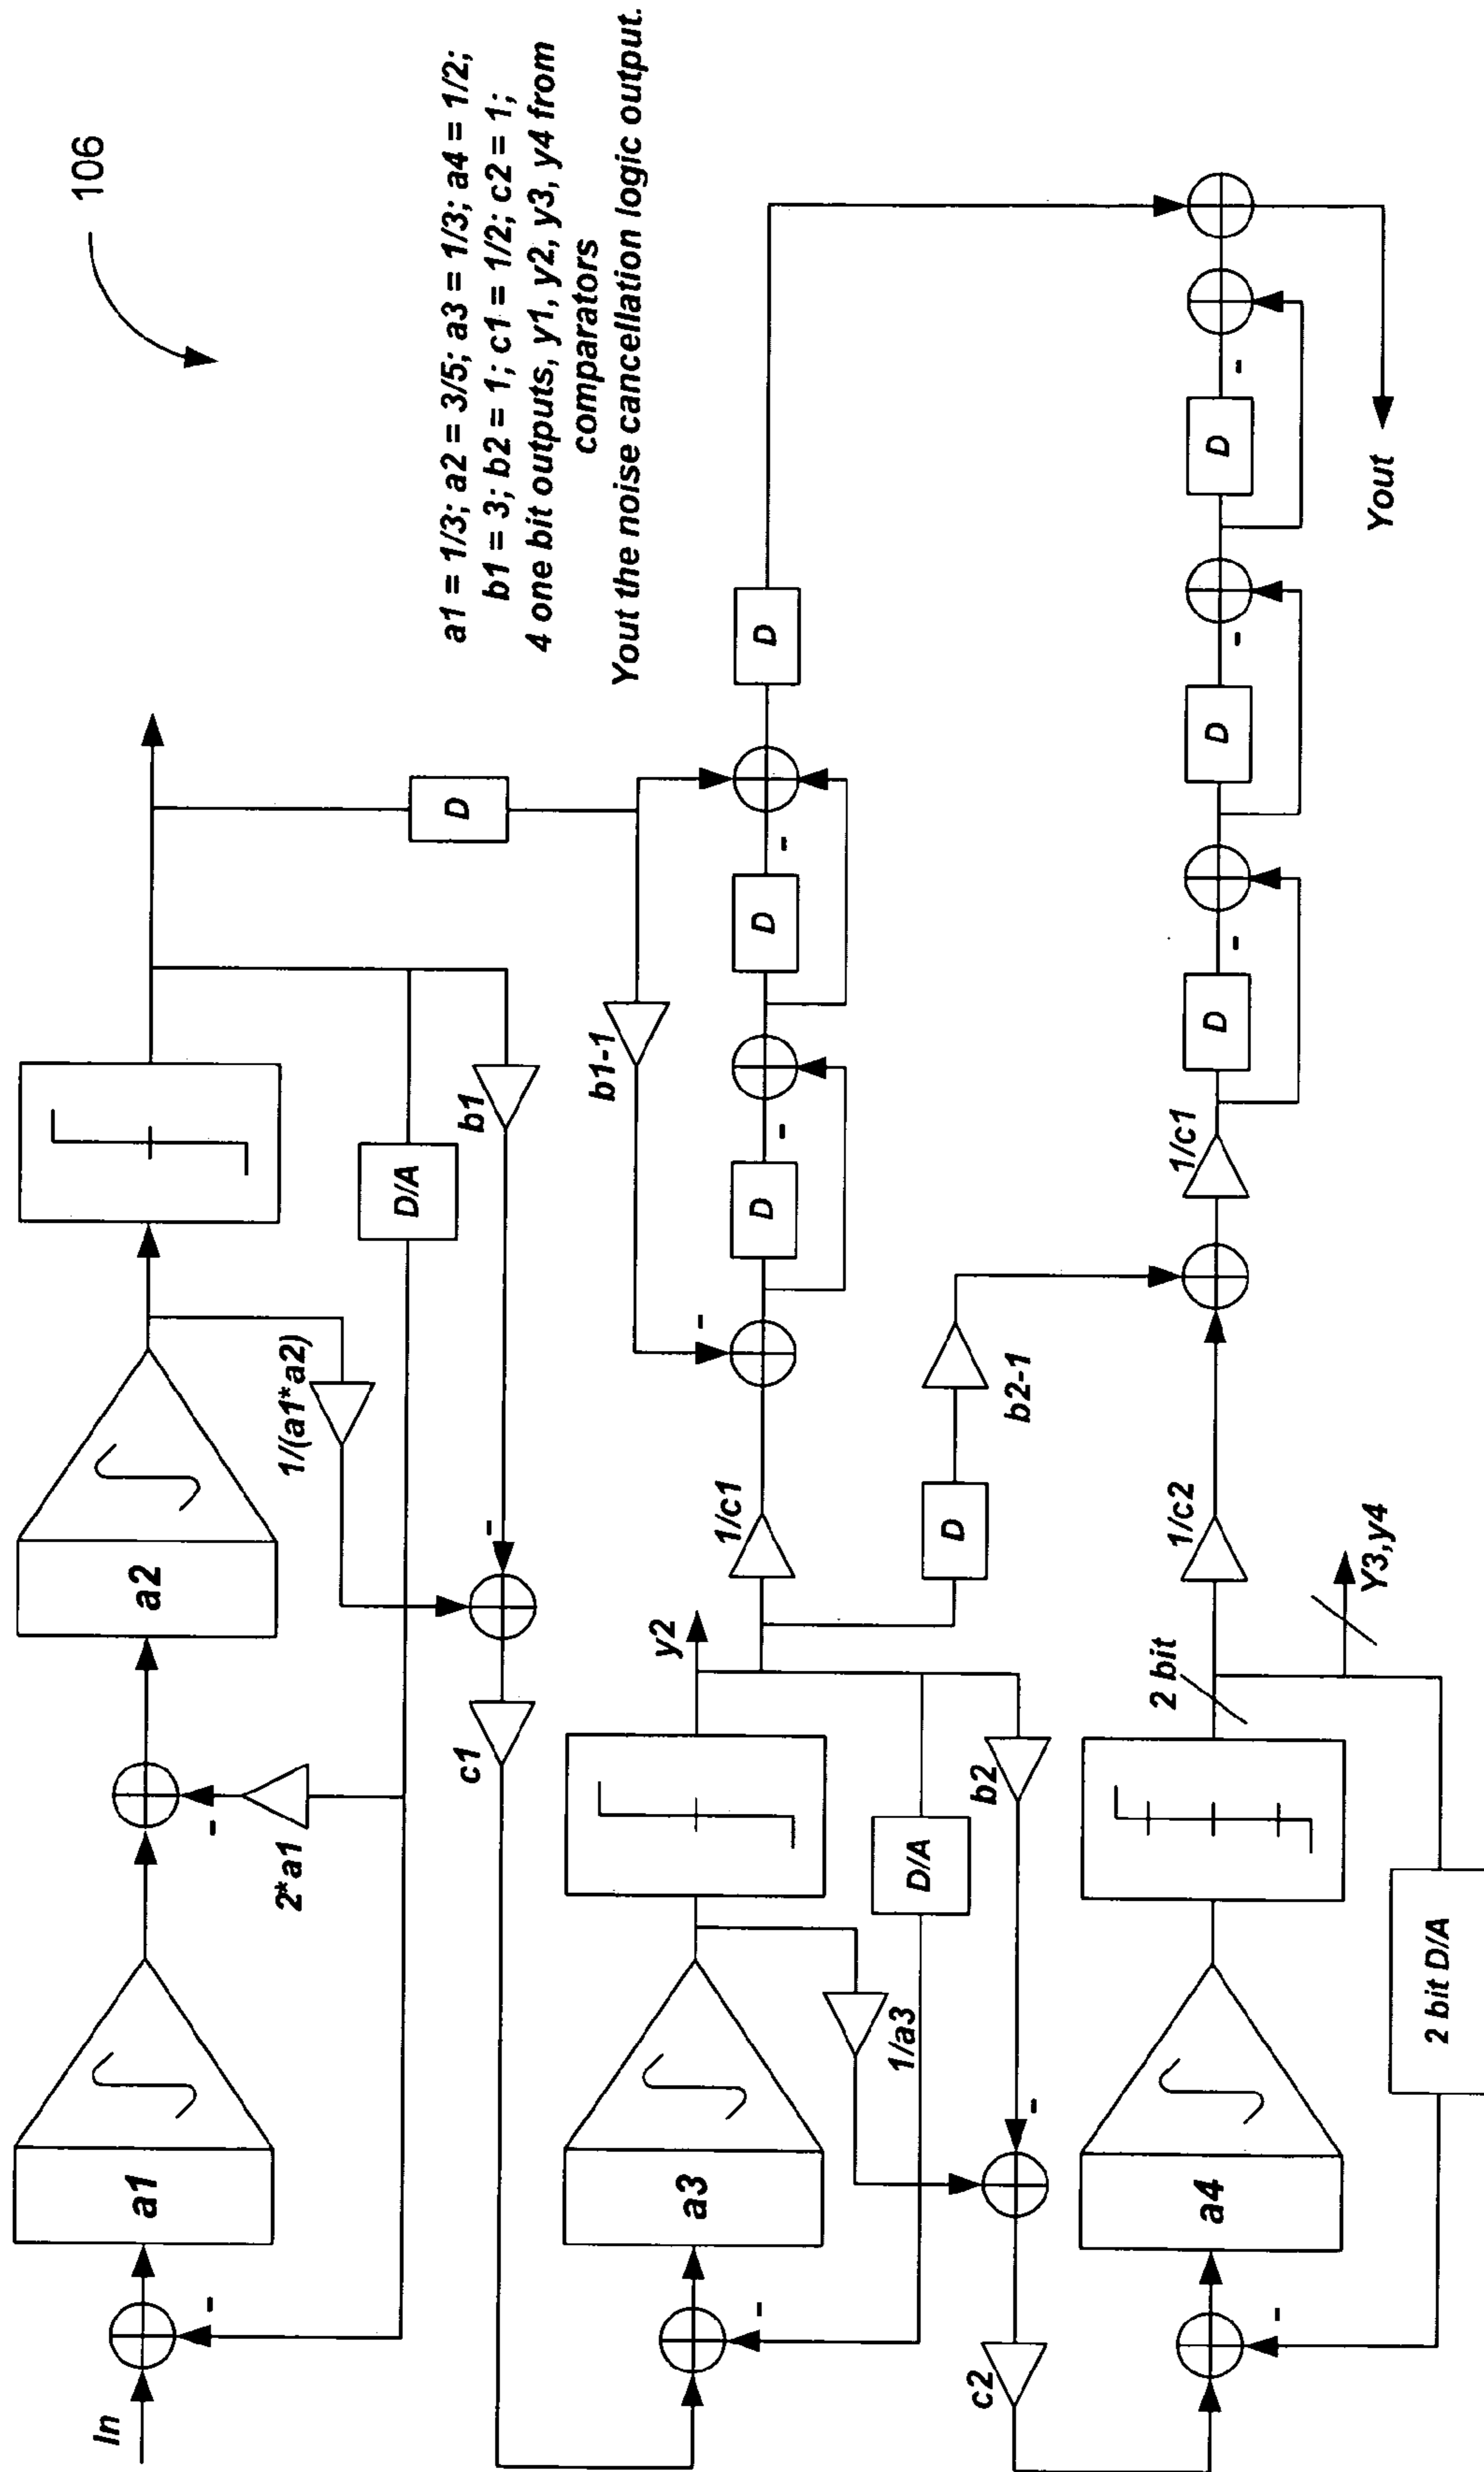 106
a1 = 1/3; a2 = 3/5; a3 = 1/3; a4 = 1/2;
b1 = 3; b2 = 1; c1 = 1/2; c2 = 1;
4 one bit outputs, y1, y2, y3, y4 from
comparators
Yout the noise cancellation logic output.
In
a1
2*a1
a2
1/(a1*a2)
D/A
b1
c1
D
b1-1
a3
1/a3
D/A
b2
y2
1/c1
D
D
D
D
b2-1
c2
a4
2 bit
2 bit D/A
Y3,y4
1/c2
1/c1
D
D
D
Yout